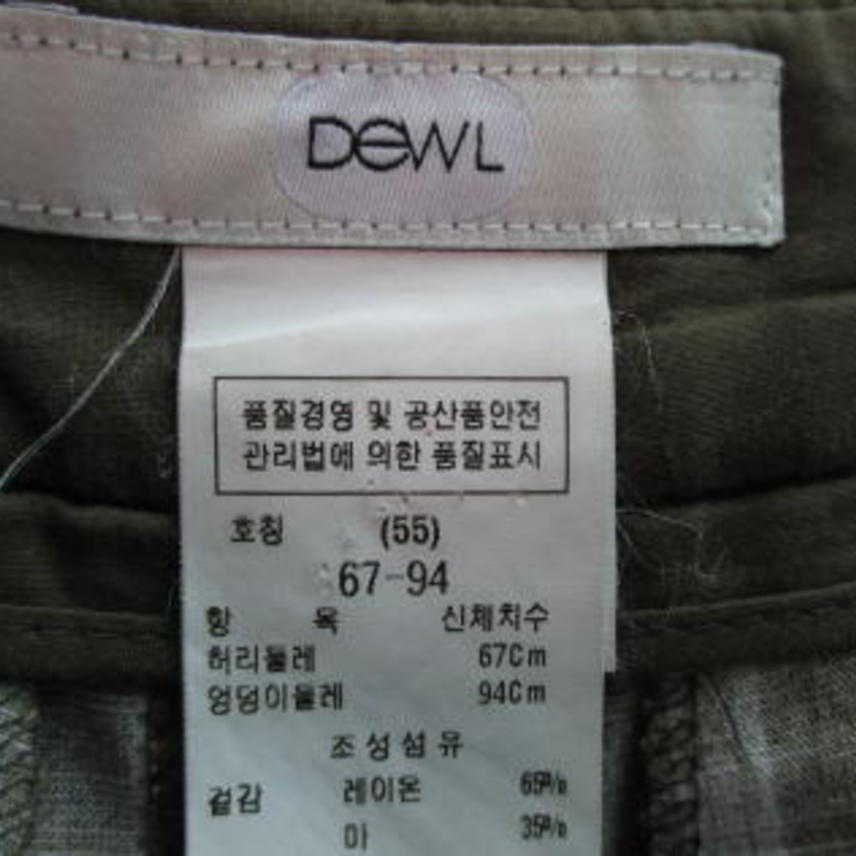 DeWL
품질경영 및 공산품안전
관리법에 의한 품질표시
호칭 (55)
67-94
항 목 신체치수
허리둘레 67Cm
엉덩이둘레 94Cm
조성섬유
겉감 레이온 65%
마 35%